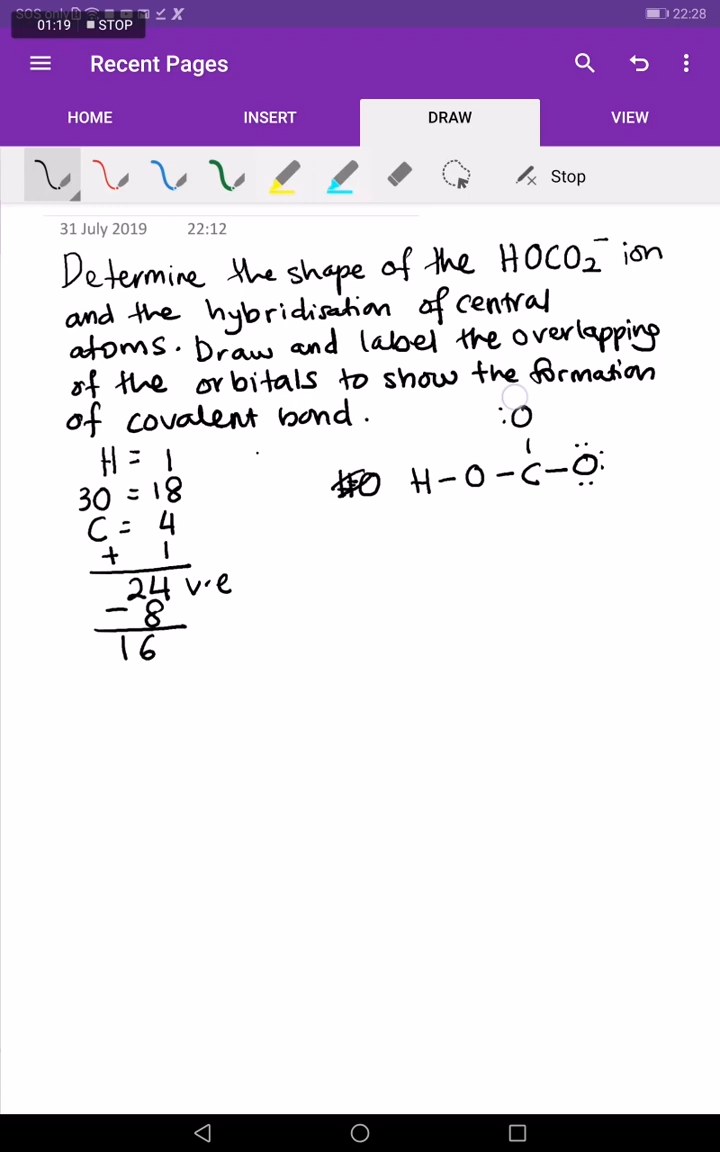 SOS only 22:28
01:19 STOP
Recent Pages
HOME INSERT DRAW VIEW
Stop
31 July 2019 22:12
Determine the shape of the HOCO₂⁻ ion
and the hybridisation of central
atoms. Draw and label the overlapping
of the orbitals to show the formation
of covalent bond.
:O
H = 1
H - O - C - O:
3O = 18
C = 4
+ 1
24 v.e
- 8
16